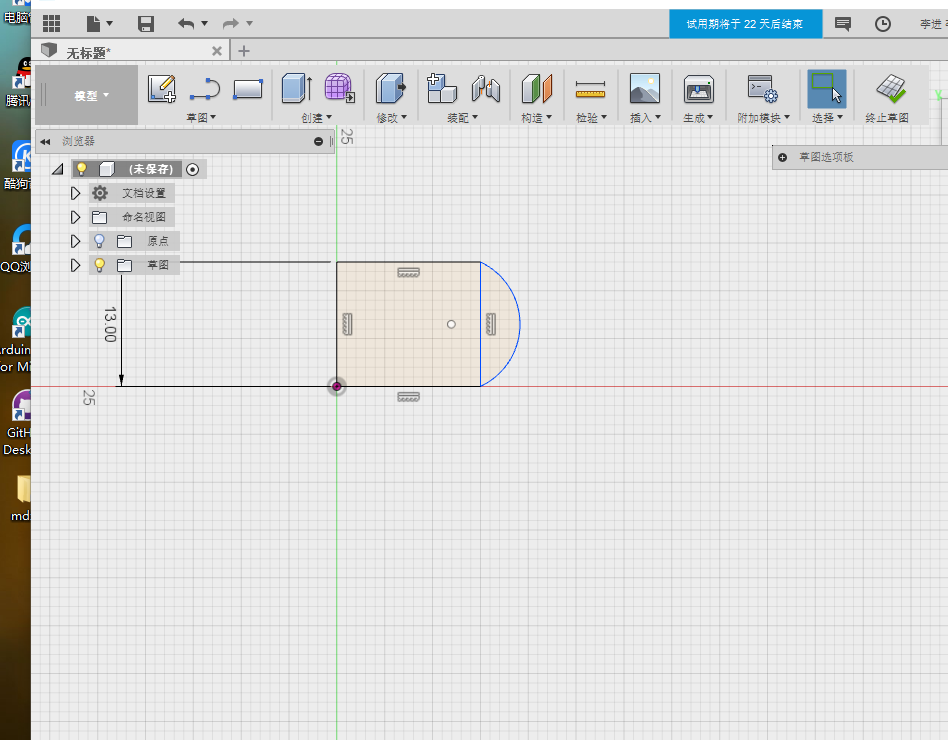 电脑管
试用期将于 22 天后结束
李进
无标题*
腾讯
模型
草图
创建
修改
装配
构造
检验
插入
生成
附加模块
选择
终止草图
浏览器
25
Y
草图选项板
(未保存)
酷狗
文档设置
命名视图
原点
QQ浏
草图
13.00
25
Arduin
for Mi
GitH
Desk
md